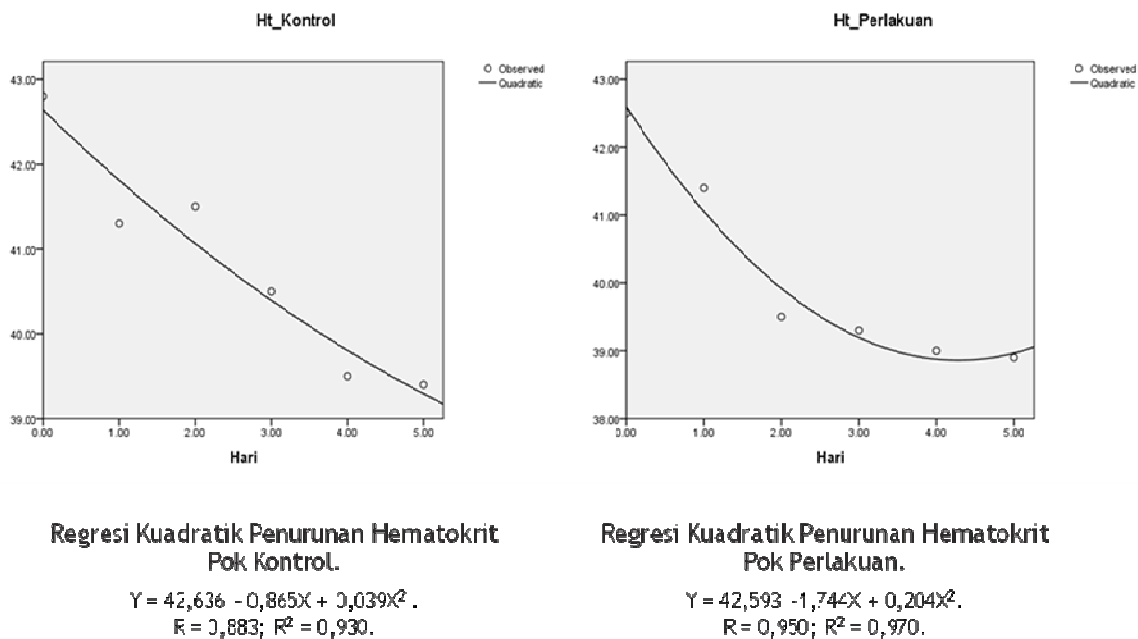 Ht_Kontrol
Observed
Quadratic
43.00
42.00
41.00
40.00
39.00
0.00 1.00 2.00 3.00 4.00 5.00
Hari
Regresi Kuadratik Penurunan Hematokrit
Pok Kontrol.
Y = 42,636 - 0,865X + 0,039X².
R = 0,883; R² = 0,930.
Ht_Perlakuan
Observed
Quadratic
43.00
42.00
41.00
40.00
39.00
38.00
0.00 1.00 2.00 3.00 4.00 5.00
Hari
Regresi Kuadratik Penurunan Hematokrit
Pok Perlakuan.
Y = 42,593 -1,744X + 0,204X².
R = 0,950; R² = 0,970.